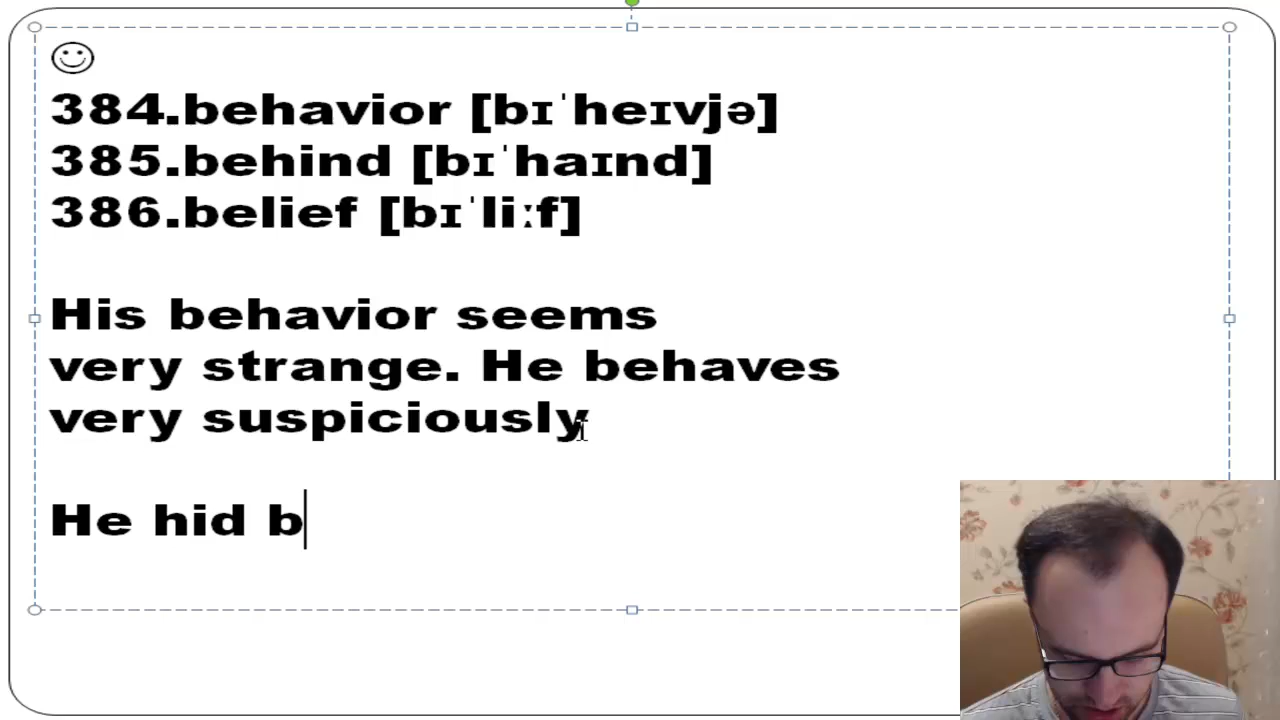 384.behavior [bɪˈheɪvjə]
385.behind [bɪˈhaɪnd]
386.belief [bɪˈliːf]
His behavior seems
very strange. He behaves
very suspiciously
He hid b